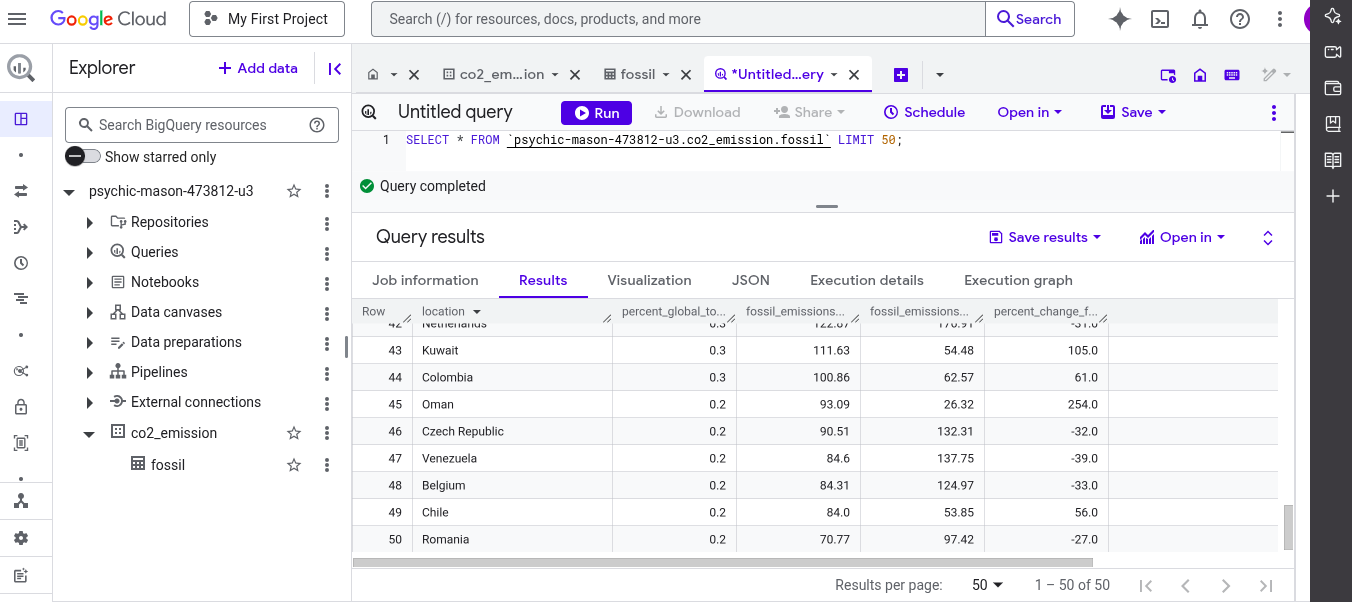 Google Cloud
My First Project
Search (/) for resources, docs, products, and more
Search
Explorer
+ Add data
Search BigQuery resources
Show starred only
psychic-mason-473812-u3
Repositories
Queries
Notebooks
Data canvases
Data preparations
Pipelines
External connections
co2_emission
fossil
co2_em...ion
fossil
*Untitled...ery
Untitled query
Run
Download
Share
Schedule
Open in
Save
1 SELECT * FROM `psychic-mason-473812-u3.co2_emission.fossil` LIMIT 50;
Query completed
Query results
Save results
Open in
Job information Results Visualization JSON Execution details Execution graph
Row location percent_global_to... fossil_emissions... fossil_emissions... percent_change_f...
42 Netherlands 0.3 122.87 176.91 -31.0
43 Kuwait 0.3 111.63 54.48 105.0
44 Colombia 0.3 100.86 62.57 61.0
45 Oman 0.2 93.09 26.32 254.0
46 Czech Republic 0.2 90.51 132.31 -32.0
47 Venezuela 0.2 84.6 137.75 -39.0
48 Belgium 0.2 84.31 124.97 -33.0
49 Chile 0.2 84.0 53.85 56.0
50 Romania 0.2 70.77 97.42 -27.0
Results per page: 50 1 – 50 of 50